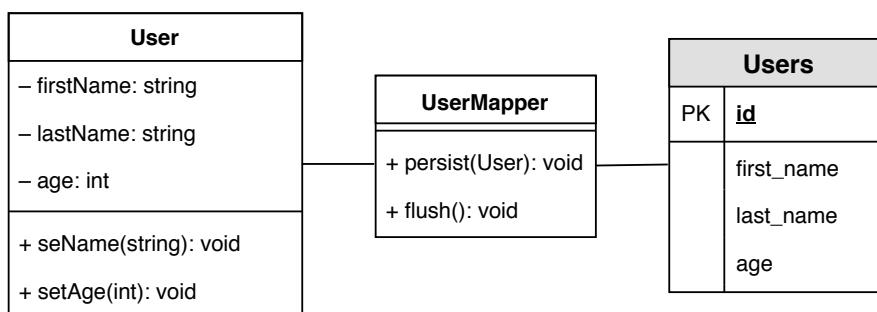 User
– firstName: string
– lastName: string
– age: int
+ seName(string): void
+ setAge(int): void
UserMapper
+ persist(User): void
+ flush(): void
Users
PK id
first_name
last_name
age